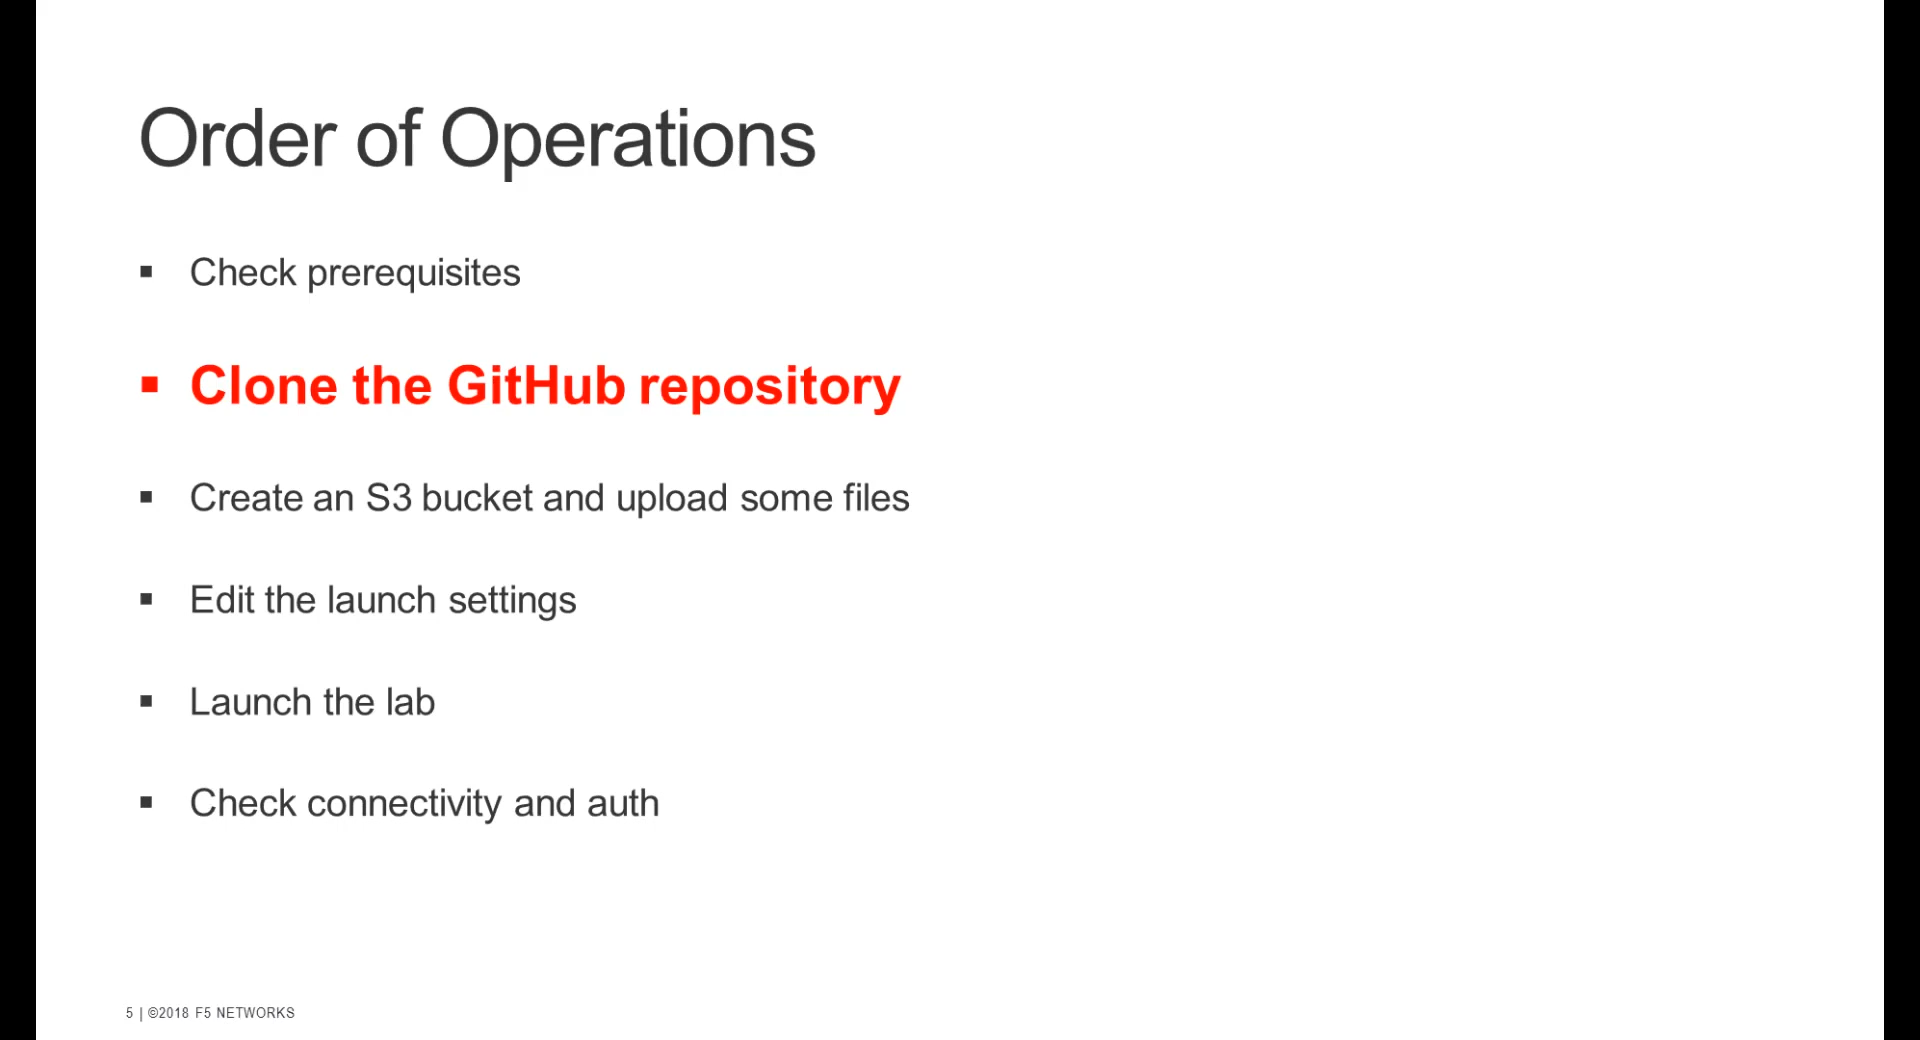 Order of Operations
▪ Check prerequisites
▪ Clone the GitHub repository
▪ Create an S3 bucket and upload some files
▪ Edit the launch settings
▪ Launch the lab
▪ Check connectivity and auth
5 | ©2018 F5 NETWORKS